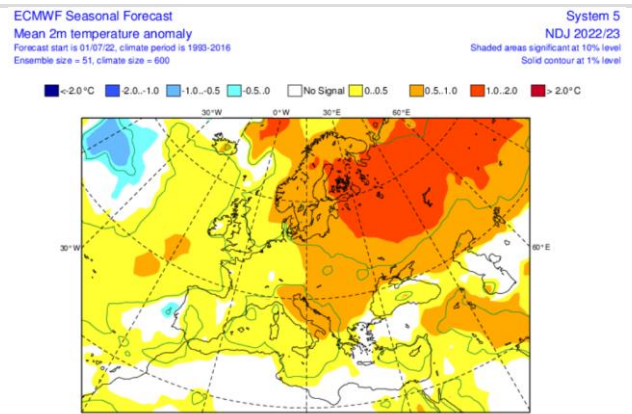 ECMWF Seasonal Forecast
System 5
Mean 2m temperature anomaly
NDJ 2022/23
Forecast start is 01/07/22, climate period is 1993-2016
Shaded areas significant at 10% level
Ensemble size = 51, climate size = 600
Solid contour at 1% level
<-2.0°C -2.0..-1.0 -1.0..-0.5 -0.5..0 No Signal 0..0.5 0.5..1.0 1.0..2.0 > 2.0°C
30°W 0°W 30°E 60°E
30°W 60°E